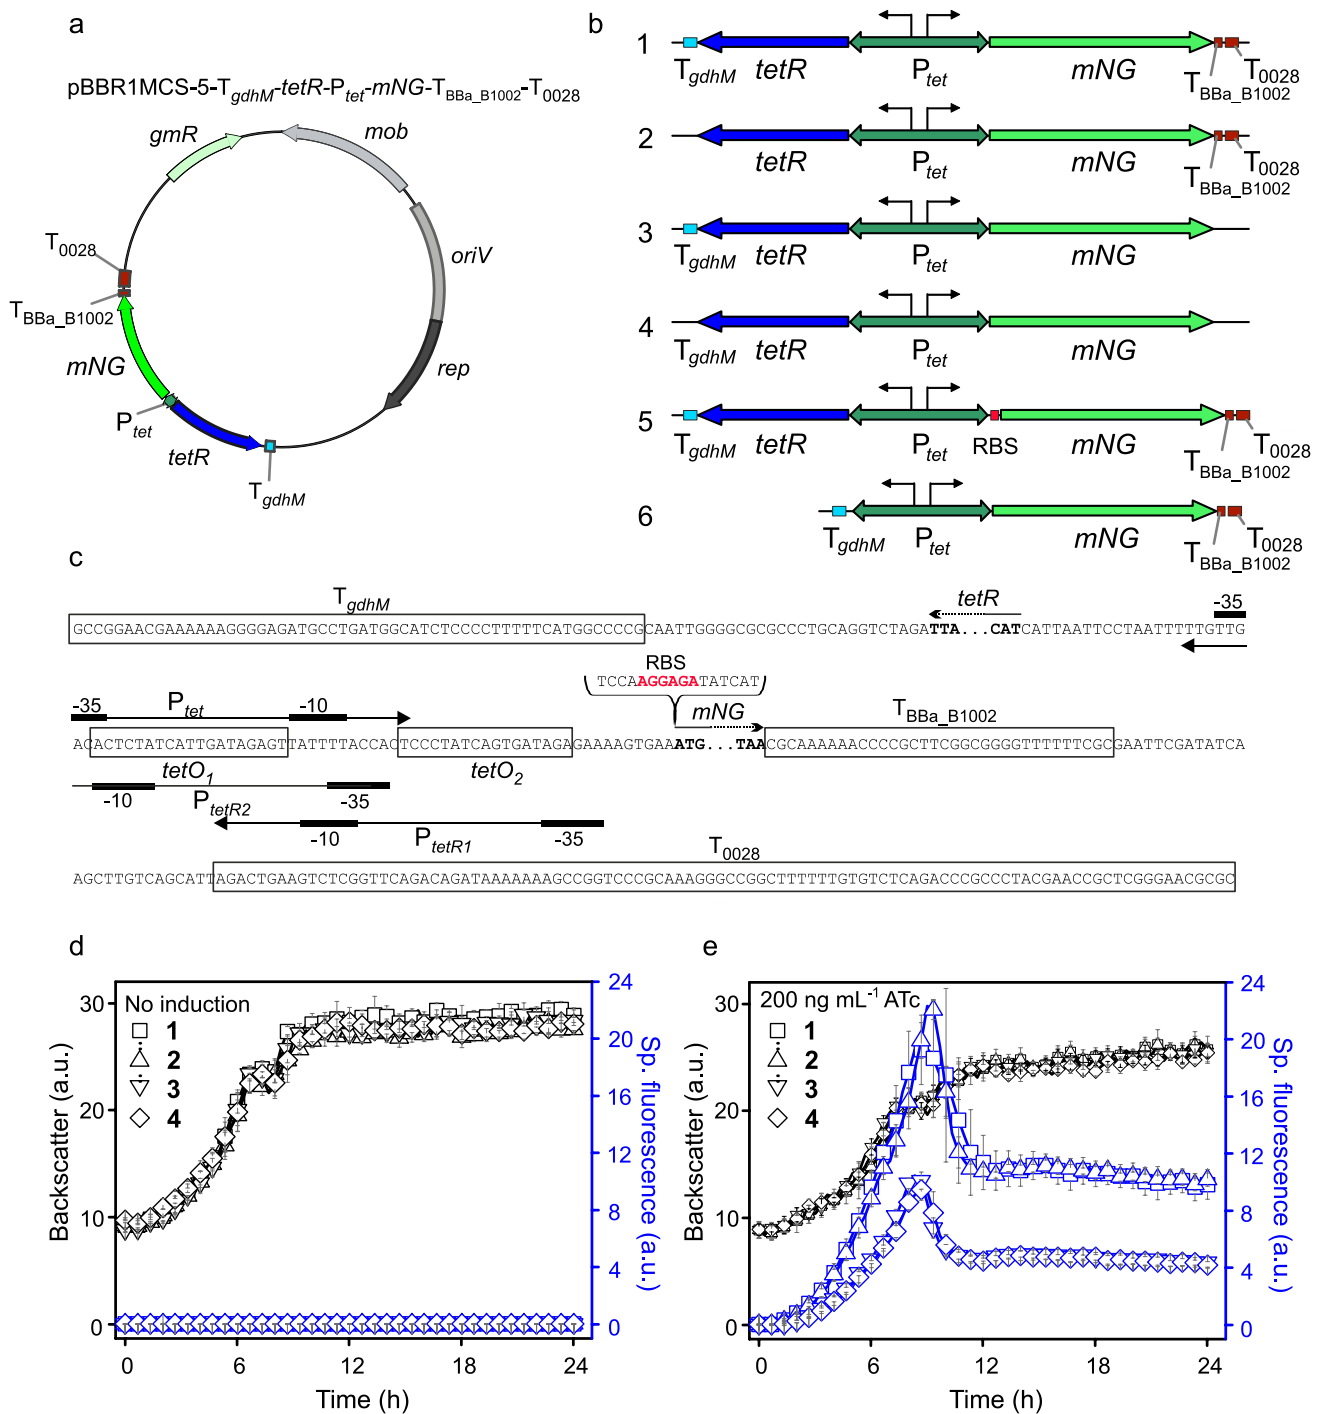 a
pBBR1MCS-5-TgdhM-tetR-Ptet-mNG-TBBa_B1002-T0028
gmR
mob
T0028
oriV
TBBa_B1002
mNG
rep
Ptet
tetR
TgdhM
b
1
TgdhM
tetR
Ptet
mNG
T0028
TBBa_B1002
2
tetR
Ptet
mNG
T0028
TBBa_B1002
3
TgdhM
tetR
Ptet
mNG
4
tetR
Ptet
mNG
5
TgdhM
tetR
Ptet
RBS
mNG
T0028
TBBa_B1002
6
TgdhM
Ptet
mNG
T0028
TBBa_B1002
c
TgdhM
tetR
-35
GCCGGAACGAAAAAAGGGGAGATGCCTGATGGCATCTCCCCTTTTTCATGGCCCCGCAATTGGGGCGCGCCCTGCAGGTCTAGATTA...CATCATTAATTCCTAATTTTTGTTG
RBS
TCCAAGGAGATATCAT
-35
Ptet
-10
mNG
TBBa_B1002
ACACTCTATCATTGATAGAGTTATTTTACCACTCCCTATCAGTGATAGAGAAAAGTGAAATG...TAACGCAAAAAACCCCGCTTCGGCGGGGTTTTTTCGCGAATTCGATATCA
tetO1
tetO2
-10
PtetR2
-35
-10
PtetR1
-35
T0028
AGCTTGTCAGCATTAGACTGAAGTCTCGGTTCAGACAGATAAAAAAAGCCGGTCCCGCAAAGGGCCGGCTTTTTTGTGTCTCAGACCCGCCCTACGAACCGCTCGGGAACGCGC
d
No induction
1
2
3
4
30
20
10
0
Backscatter (a.u.)
24
20
16
12
8
4
0
Sp. fluorescence (a.u.)
0
6
12
18
24
Time (h)
e
200 ng mL-1 ATc
1
2
3
4
30
20
10
0
Backscatter (a.u.)
24
20
16
12
8
4
0
Sp. fluorescence (a.u.)
0
6
12
18
24
Time (h)